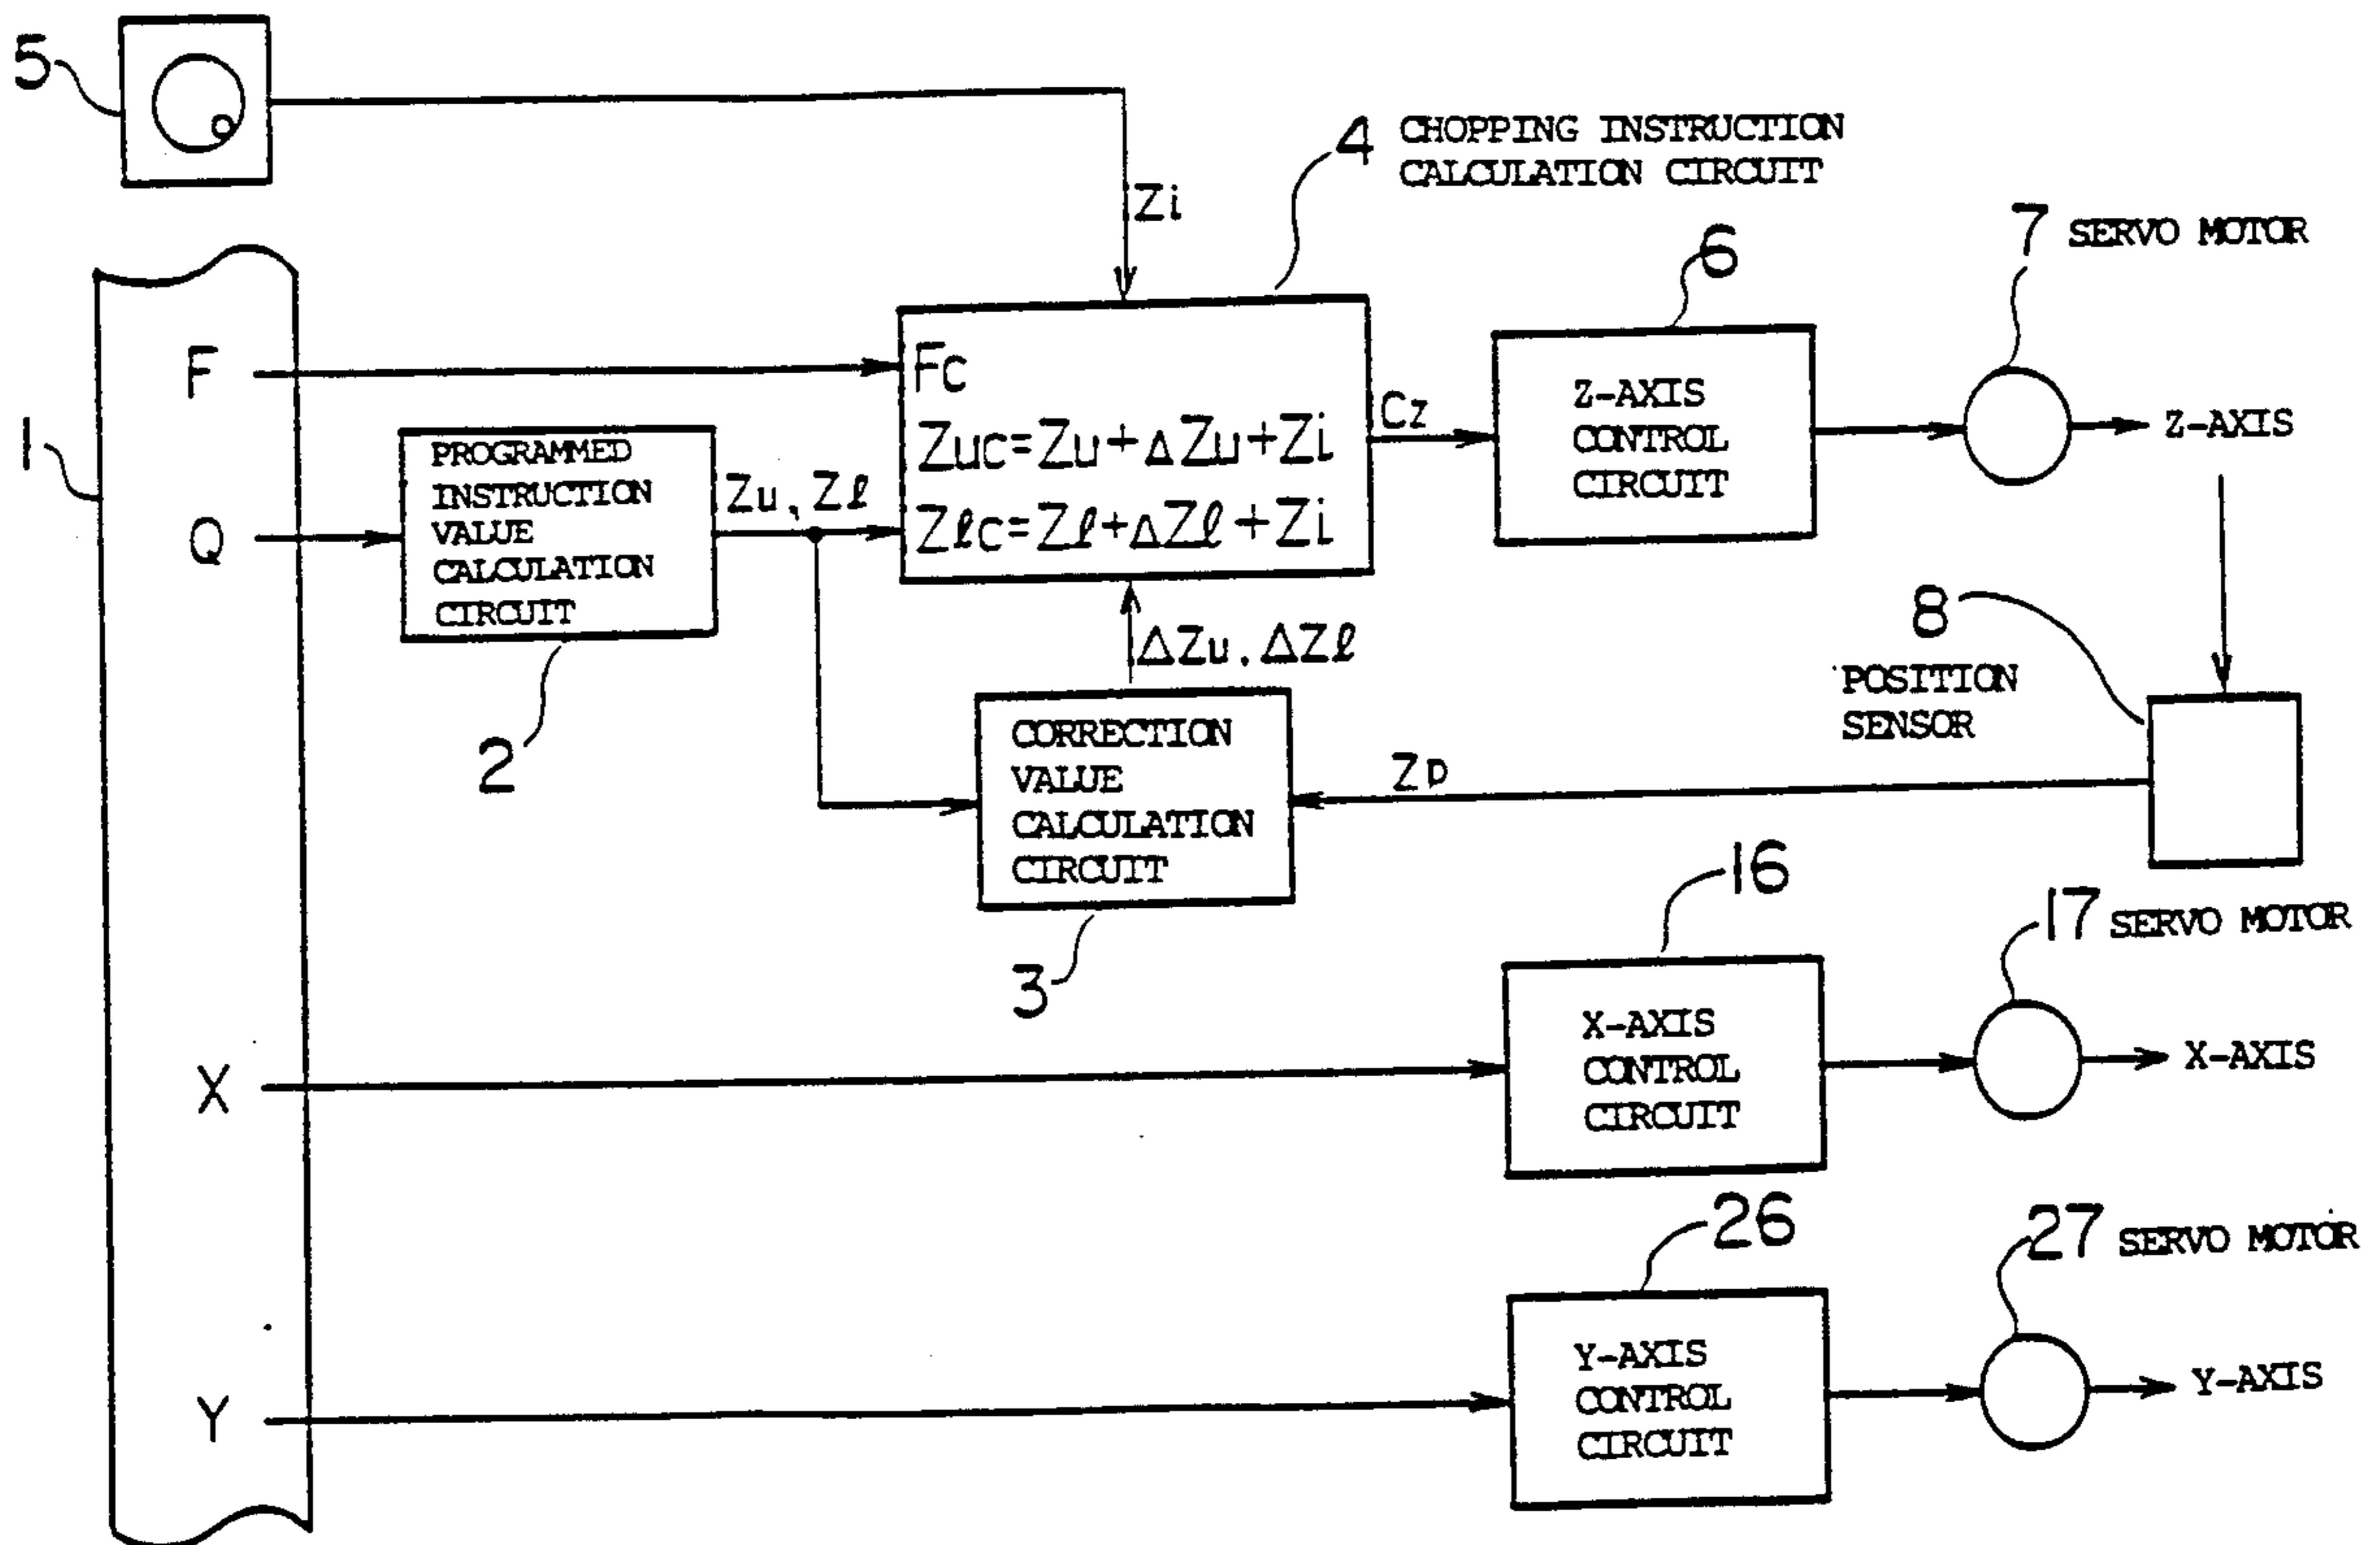 5
4 CHOPPING INSTRUCTION
CALCULATION CIRCUIT
Zi
7 SERVO MOTOR
6
1
F
Fc
Zuc=Zu+ΔZu+Zi
Zℓc=Zℓ+ΔZℓ+Zi
Cz
Z-AXIS
CONTROL
CIRCUIT
Z-AXIS
Q
PROGRAMMED
INSTRUCTION
VALUE
CALCULATION
CIRCUIT
Zu, Zℓ
2
ΔZu, ΔZℓ
8
POSITION
SENSOR
CORRECTION
VALUE
CALCULATION
CIRCUIT
Zp
3
16
17 SERVO MOTOR
X
X-AXIS
CONTROL
CIRCUIT
X-AXIS
26
27 SERVO MOTOR
Y
Y-AXIS
CONTROL
CIRCUIT
Y-AXIS